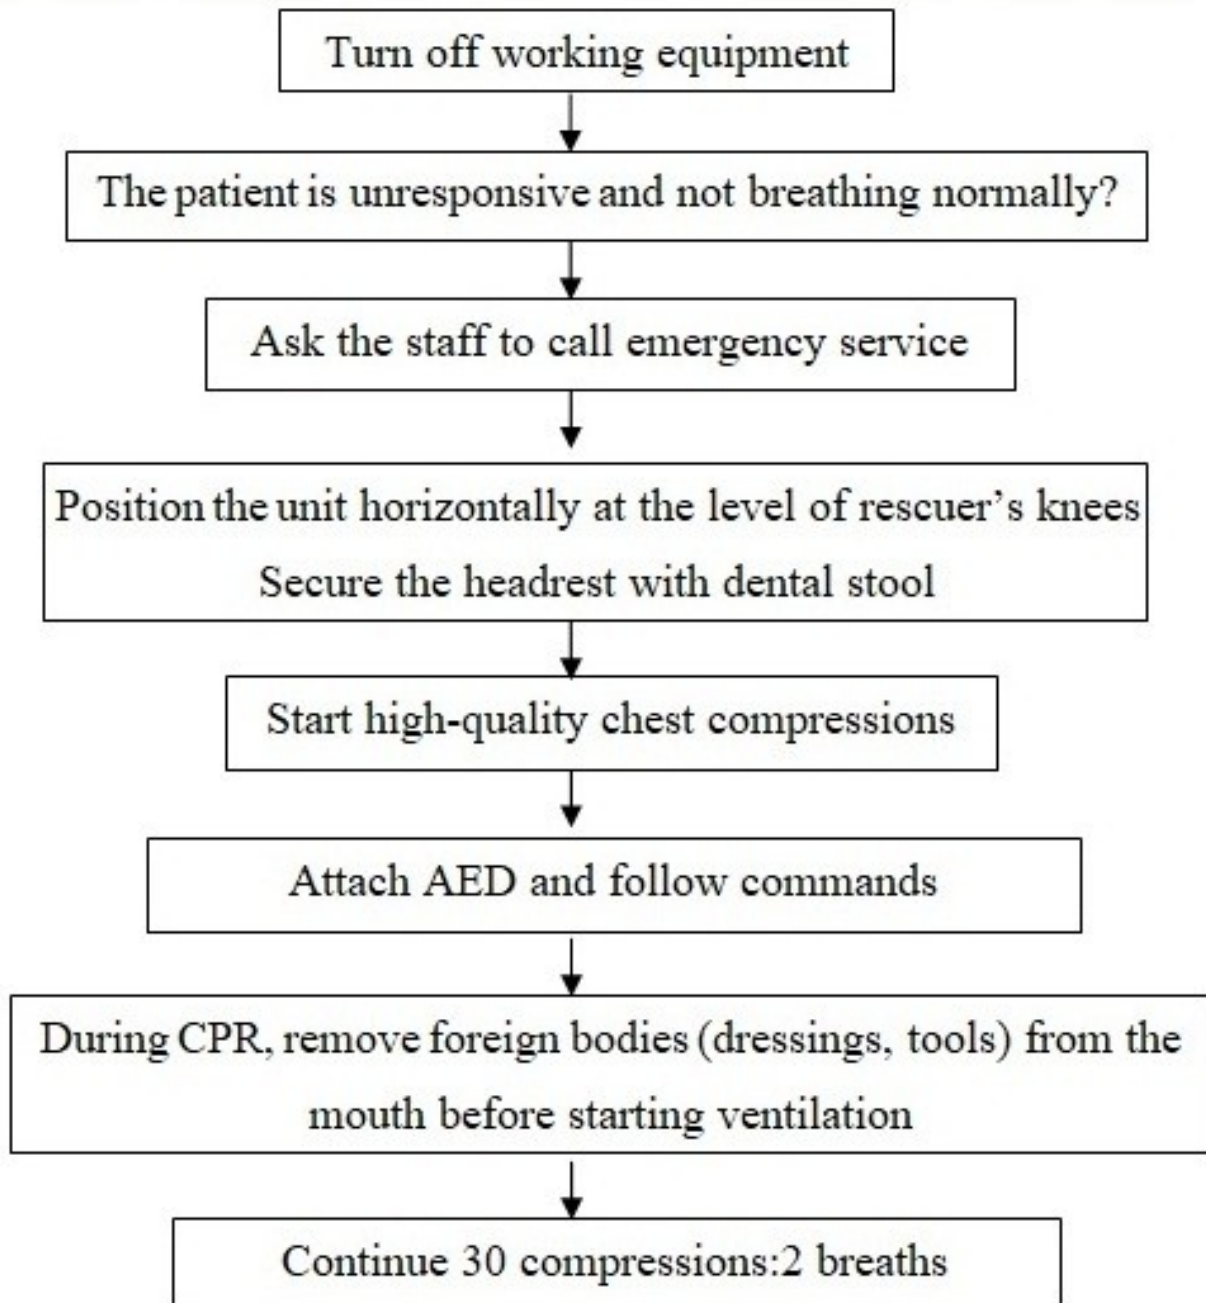 Turn off working equipment
The patient is unresponsive and not breathing normally?
Ask the staff to call emergency service
Position the unit horizontally at the level of rescuer’s knees
Secure the headrest with dental stool
Start high-quality chest compressions
Attach AED and follow commands
During CPR, remove foreign bodies (dressings, tools) from the
mouth before starting ventilation
Continue 30 compressions:2 breaths